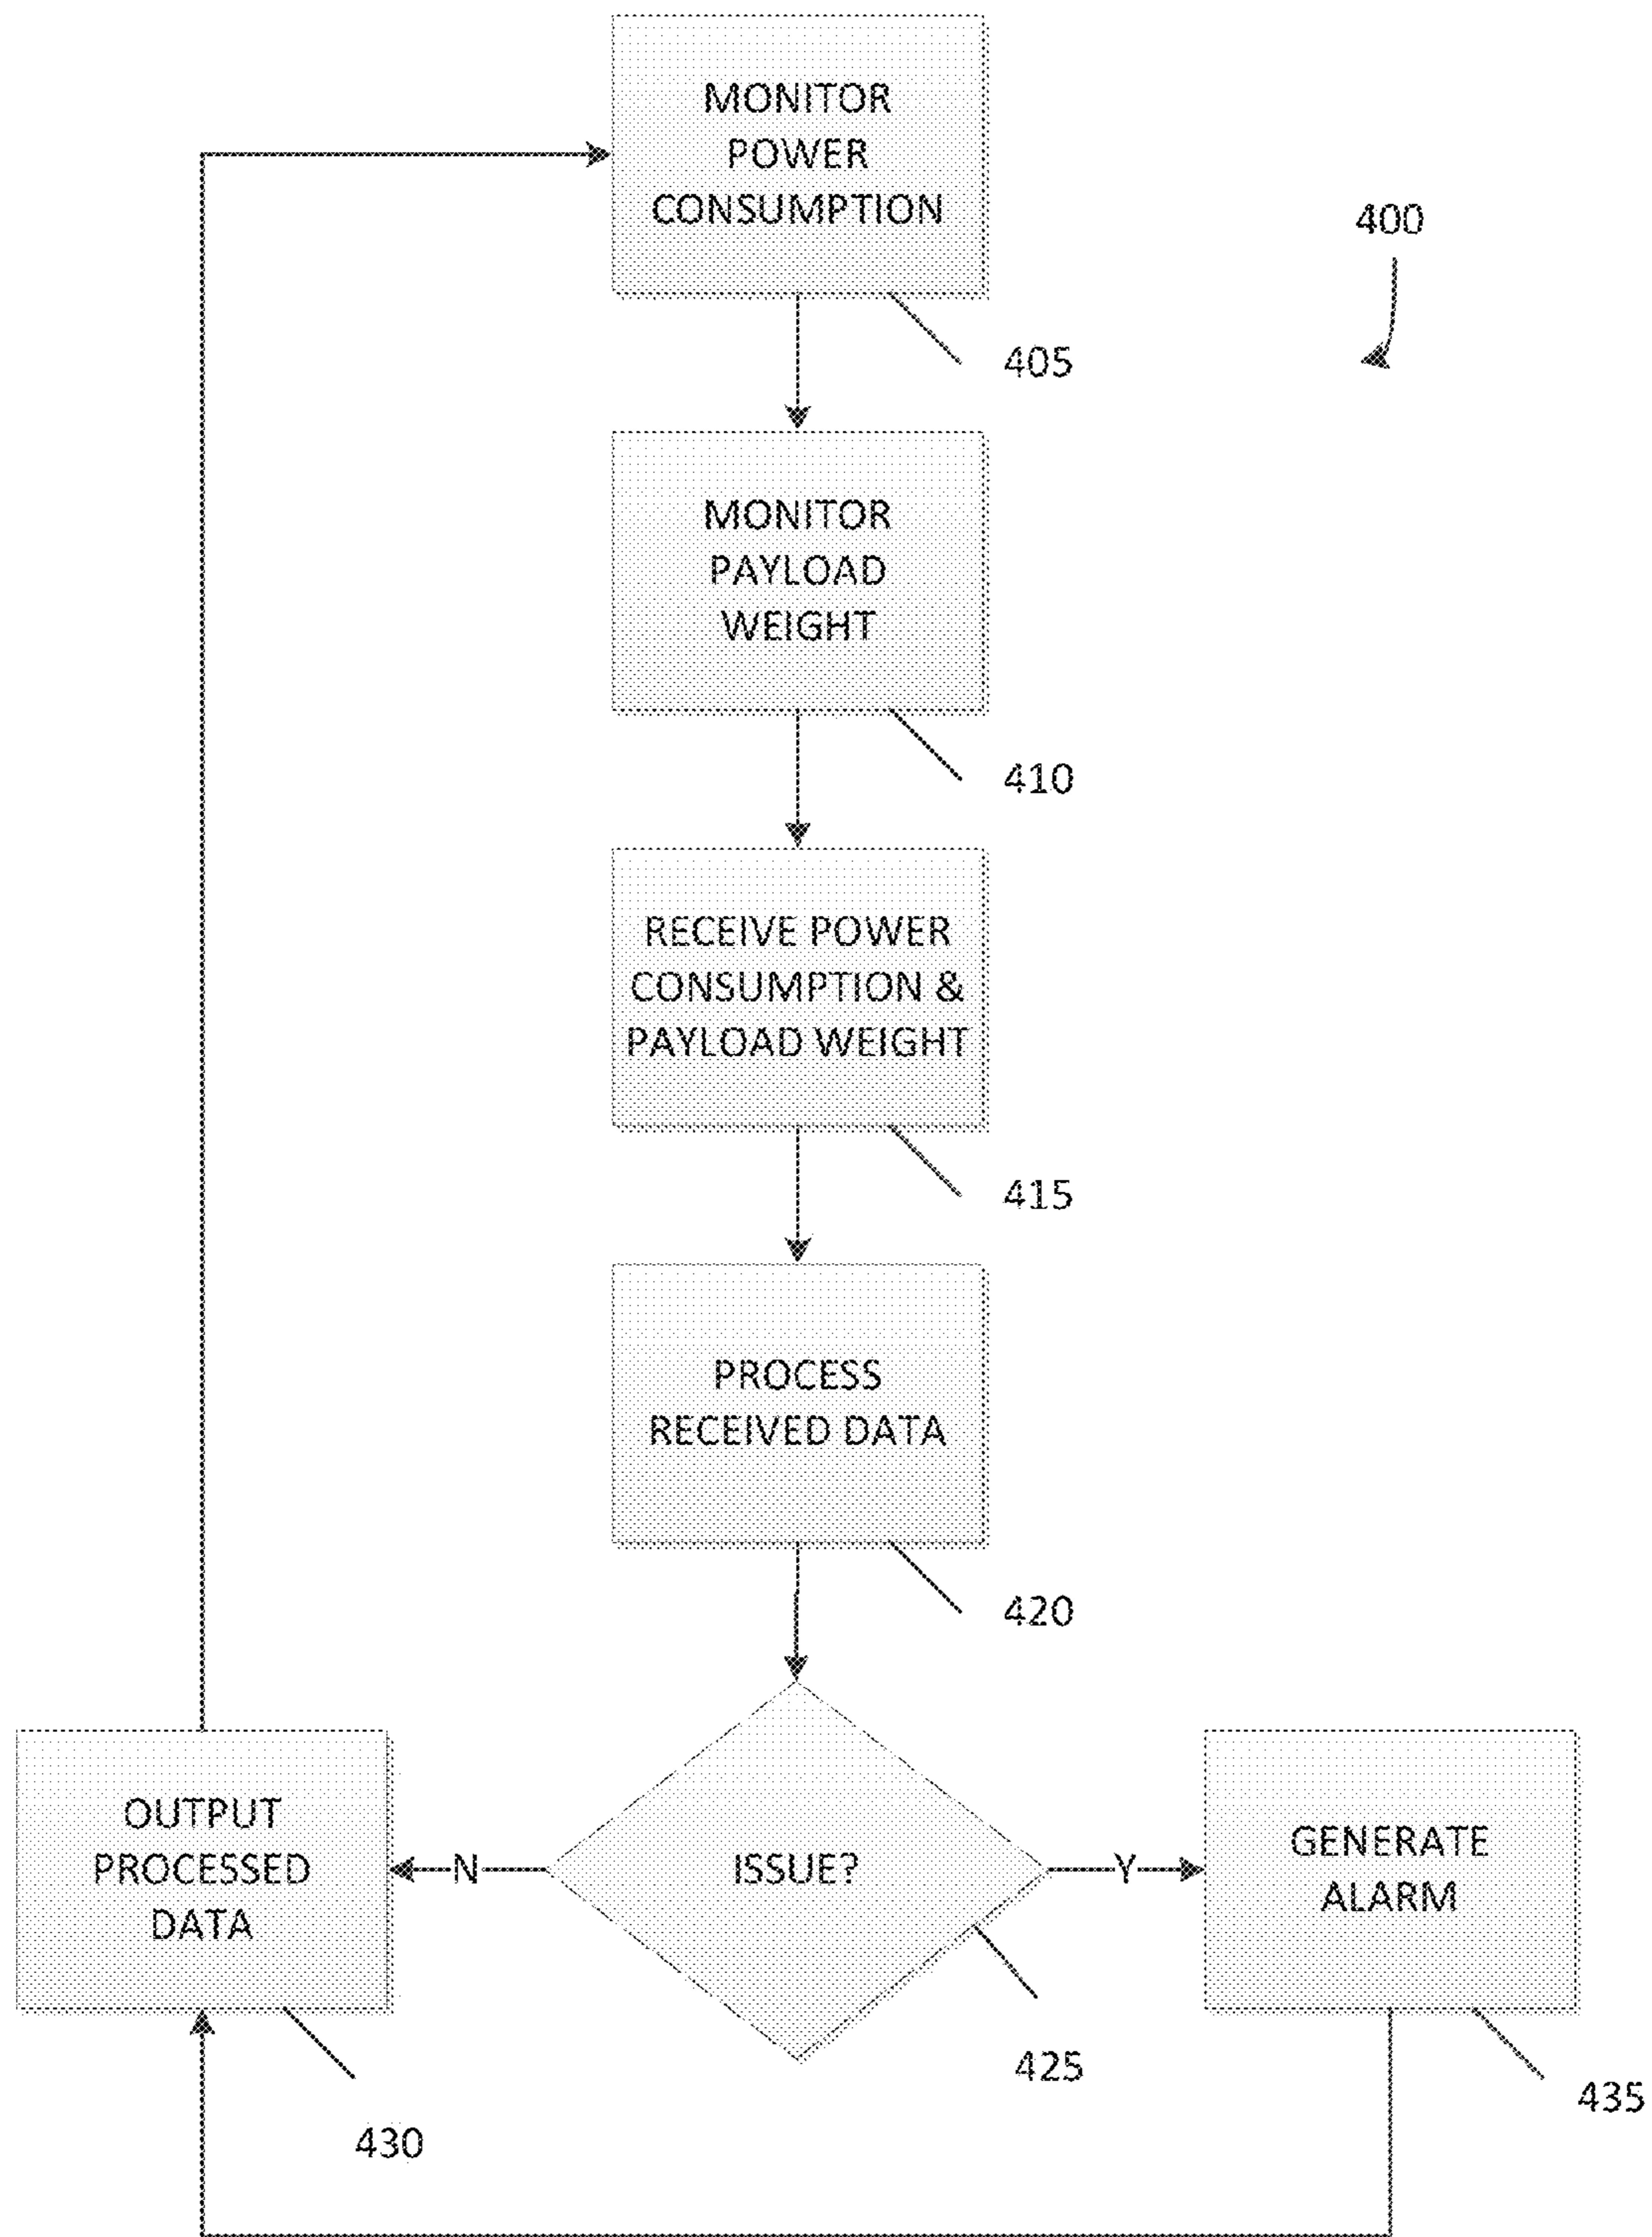 MONITOR
POWER
CONSUMPTION
400
405
MONITOR
PAYLOAD
WEIGHT
410
RECEIVE POWER
CONSUMPTION &
PAYLOAD WEIGHT
415
PROCESS
RECEIVED DATA
420
OUTPUT
PROCESSED
DATA
N
ISSUE?
Y
GENERATE
ALARM
425
435
430